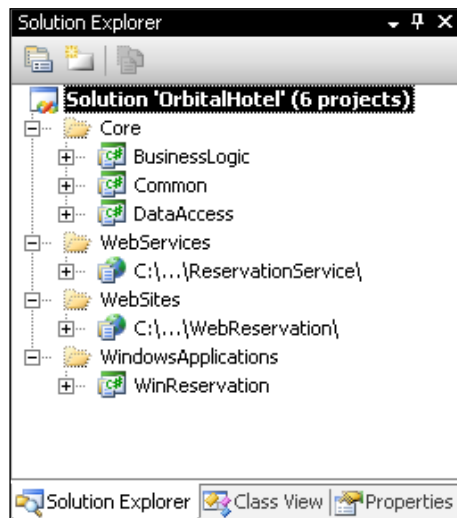 Solution Explorer
Solution 'OrbitalHotel' (6 projects)
Core
BusinessLogic
Common
DataAccess
WebServices
C:\...\ReservationService\
WebSites
C:\...\WebReservation\
WindowsApplications
WinReservation
Solution Explorer Class View Properties